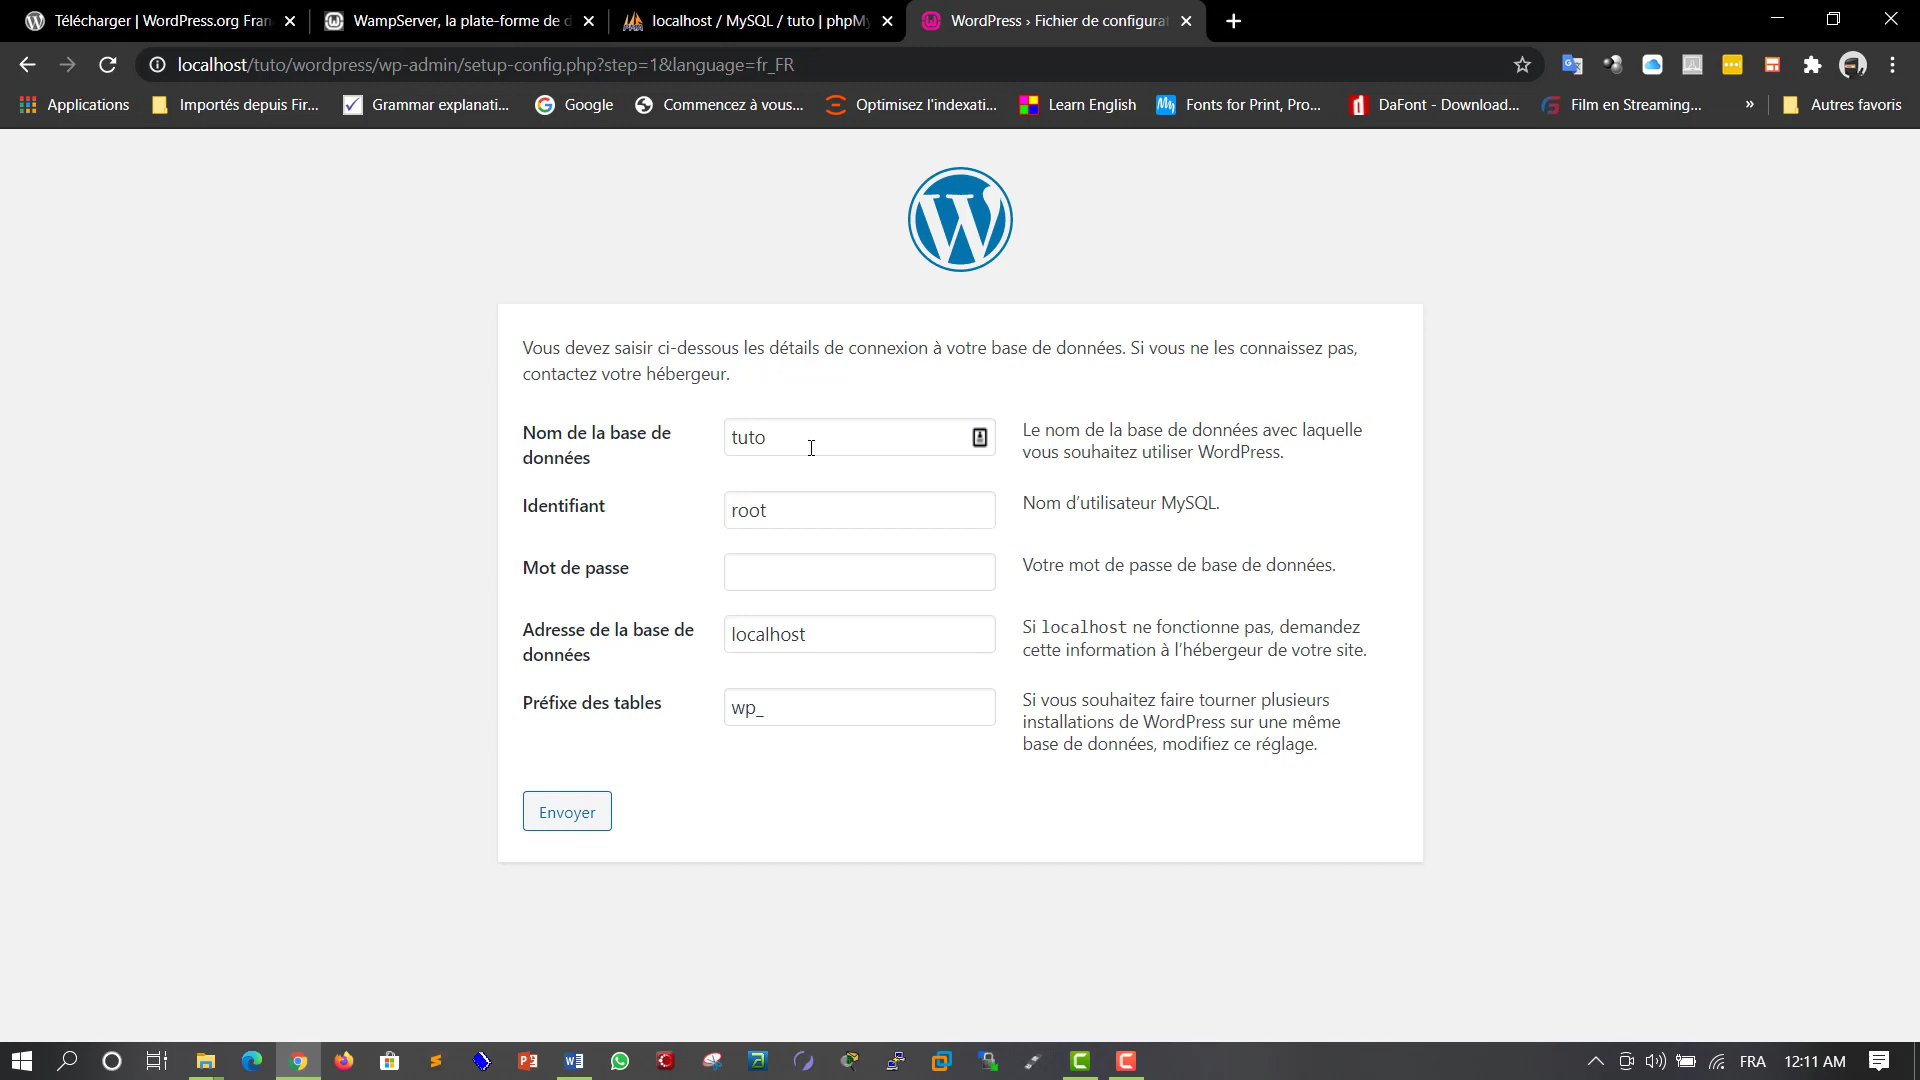 Télécharger | WordPress.org Fran
WampServer, la plate-forme de d
localhost / MySQL / tuto | phpMy
WordPress › Fichier de configurat
localhost/tuto/wordpress/wp-admin/setup-config.php?step=1&language=fr_FR
Applications
Importés depuis Fir...
Grammar explanati...
Google
Commencez à vous...
Optimisez l'indexati...
Learn English
Fonts for Print, Pro...
DaFont - Download...
Film en Streaming...
»
Autres favoris
Vous devez saisir ci-dessous les détails de connexion à votre base de données. Si vous ne les connaissez pas,
contactez votre hébergeur.
Nom de la base de
données
tuto
Le nom de la base de données avec laquelle
vous souhaitez utiliser WordPress.
Identifiant
root
Nom d’utilisateur MySQL.
Mot de passe
Votre mot de passe de base de données.
Adresse de la base de
données
localhost
Si localhost ne fonctionne pas, demandez
cette information à l’hébergeur de votre site.
Préfixe des tables
wp_
Si vous souhaitez faire tourner plusieurs
installations de WordPress sur une même
base de données, modifiez ce réglage.
Envoyer
FRA
12:11 AM